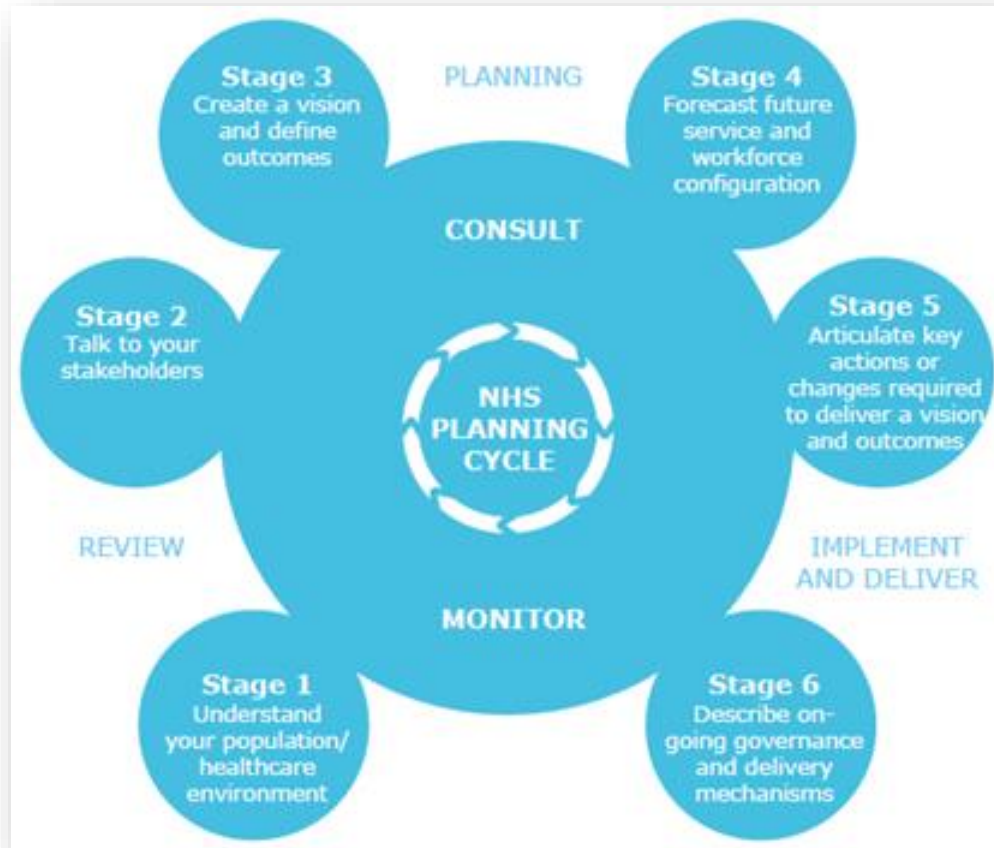 PLANNING
Stage 3
Create a vision
and define
outcomes
Stage 4
Forecast future
service and
workforce
configuration
CONSULT
Stage 2
Talk to your
stakeholders
Stage 5
Articulate key
actions or
changes required
to deliver a vision
and outcomes
NHS
PLANNING
CYCLE
REVIEW
IMPLEMENT
AND DELIVER
MONITOR
Stage 1
Understand
your population/
healthcare
environment
Stage 6
Describe on-
going governance
and delivery
mechanisms